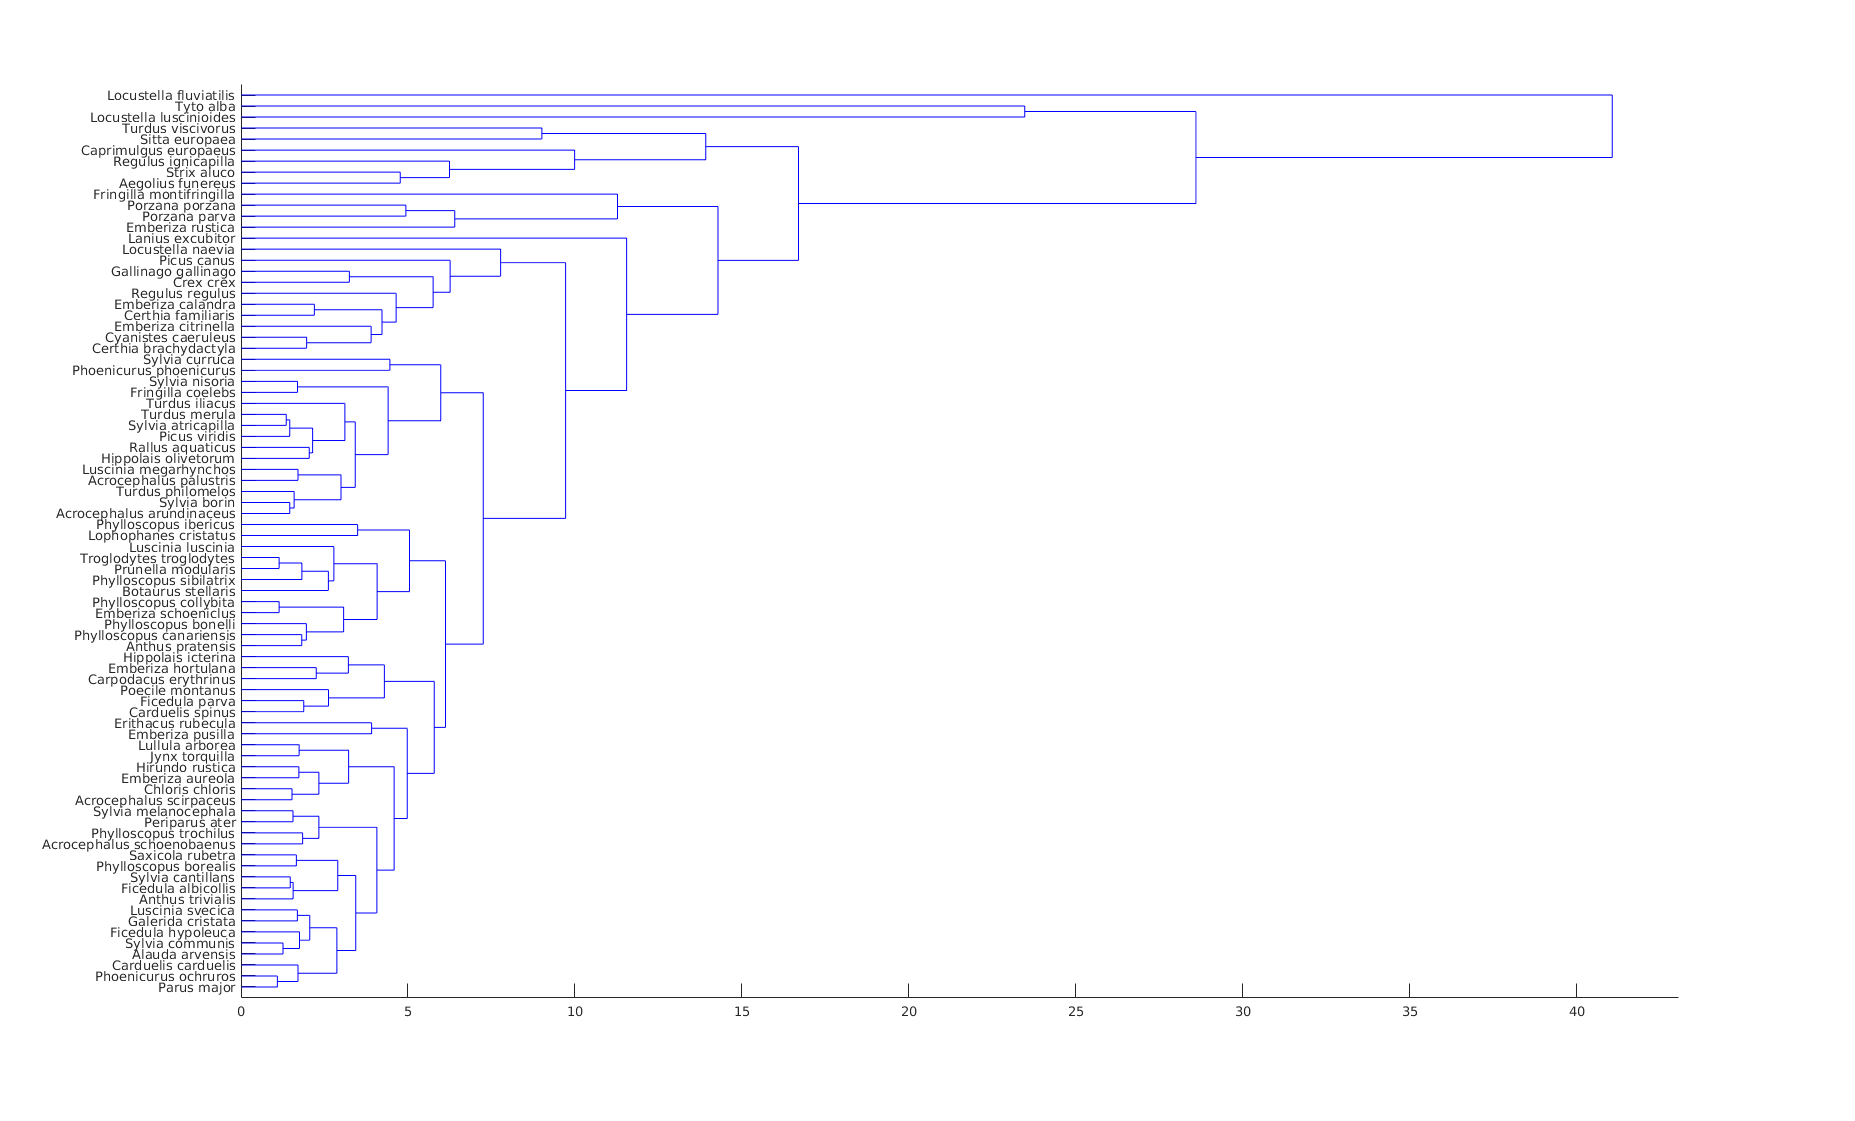 Locustella fluviatilis
Tyto alba
Locustella luscinioides
Turdus viscivorus
Sitta europaea
Caprimulgus europaeus
Regulus ignicapilla
Strix aluco
Aegolius funereus
Fringilla montifringilla
Porzana porzana
Porzana parva
Emberiza rustica
Lanius excubitor
Locustella naevia
Picus canus
Gallinago gallinago
Crex crex
Regulus regulus
Emberiza calandra
Certhia familiaris
Emberiza citrinella
Cyanistes caeruleus
Certhia brachydactyla
Sylvia curruca
Phoenicurus phoenicurus
Sylvia nisoria
Fringilla coelebs
Turdus iliacus
Turdus merula
Sylvia atricapilla
Picus viridis
Rallus aquaticus
Hippolais olivetorum
Luscinia megarhynchos
Acrocephalus palustris
Turdus philomelos
Sylvia borin
Acrocephalus arundinaceus
Phylloscopus ibericus
Lophophanes cristatus
Luscinia luscinia
Troglodytes troglodytes
Prunella modularis
Phylloscopus sibilatrix
Botaurus stellaris
Phylloscopus collybita
Emberiza schoeniclus
Phylloscopus bonelli
Phylloscopus canariensis
Anthus pratensis
Hippolais icterina
Emberiza hortulana
Carpodacus erythrinus
Poecile montanus
Ficedula parva
Carduelis spinus
Erithacus rubecula
Emberiza pusilla
Lullula arborea
Jynx torquilla
Hirundo rustica
Emberiza aureola
Chloris chloris
Acrocephalus scirpaceus
Sylvia melanocephala
Periparus ater
Phylloscopus trochilus
Acrocephalus schoenobaenus
Saxicola rubetra
Phylloscopus borealis
Sylvia cantillans
Ficedula albicollis
Anthus trivialis
Luscinia svecica
Galerida cristata
Ficedula hypoleuca
Sylvia communis
Alauda arvensis
Carduelis carduelis
Phoenicurus ochruros
Parus major
0 5 10 15 20 25 30 35 40